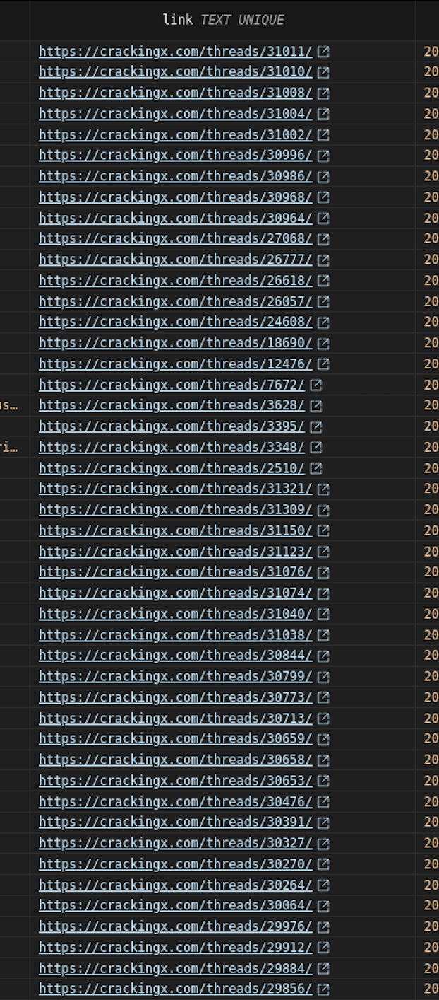 link TEXT UNIQUE
https://crackingx.com/threads/31011/ 20
https://crackingx.com/threads/31010/ 20
https://crackingx.com/threads/31008/ 20
https://crackingx.com/threads/31004/ 20
https://crackingx.com/threads/31002/ 20
https://crackingx.com/threads/30996/ 20
https://crackingx.com/threads/30986/ 20
https://crackingx.com/threads/30968/ 20
https://crackingx.com/threads/30964/ 20
https://crackingx.com/threads/27068/ 20
https://crackingx.com/threads/26777/ 20
https://crackingx.com/threads/26618/ 20
https://crackingx.com/threads/26057/ 20
https://crackingx.com/threads/24608/ 20
https://crackingx.com/threads/18690/ 20
https://crackingx.com/threads/12476/ 20
https://crackingx.com/threads/7672/ 20
us… https://crackingx.com/threads/3628/ 20
https://crackingx.com/threads/3395/ 20
ri… https://crackingx.com/threads/3348/ 20
https://crackingx.com/threads/2510/ 20
https://crackingx.com/threads/31321/ 20
https://crackingx.com/threads/31309/ 20
https://crackingx.com/threads/31150/ 20
https://crackingx.com/threads/31123/ 20
https://crackingx.com/threads/31076/ 20
https://crackingx.com/threads/31074/ 20
https://crackingx.com/threads/31040/ 20
https://crackingx.com/threads/31038/ 20
https://crackingx.com/threads/30844/ 20
https://crackingx.com/threads/30799/ 20
https://crackingx.com/threads/30773/ 20
https://crackingx.com/threads/30713/ 20
https://crackingx.com/threads/30659/ 20
https://crackingx.com/threads/30658/ 20
https://crackingx.com/threads/30653/ 20
https://crackingx.com/threads/30476/ 20
https://crackingx.com/threads/30391/ 20
https://crackingx.com/threads/30327/ 20
https://crackingx.com/threads/30270/ 20
https://crackingx.com/threads/30264/ 20
https://crackingx.com/threads/30064/ 20
https://crackingx.com/threads/29976/ 20
https://crackingx.com/threads/29912/ 20
https://crackingx.com/threads/29884/ 20
https://crackingx.com/threads/29856/ 20